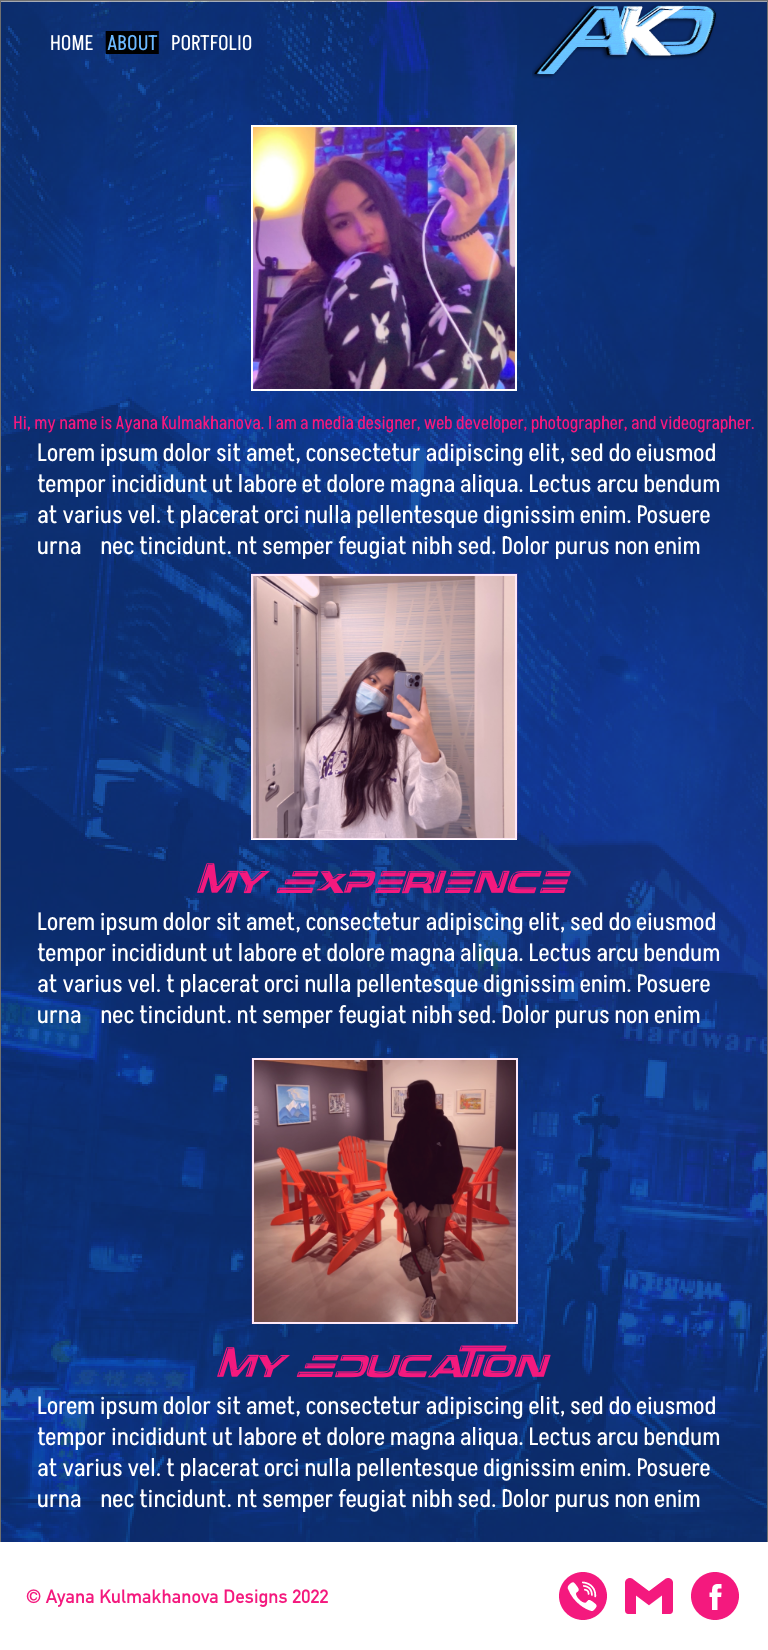 HOME ABOUT PORTFOLIO
AKD
Hi, my name is Ayana Kulmakhanova. I am a media designer, web developer, photographer, and videographer.
Lorem ipsum dolor sit amet, consectetur adipiscing elit, sed do eiusmod
tempor incididunt ut labore et dolore magna aliqua. Lectus arcu bendum
at varius vel. t placerat orci nulla pellentesque dignissim enim. Posuere
urna nec tincidunt. nt semper feugiat nibh sed. Dolor purus non enim
My Experience
Lorem ipsum dolor sit amet, consectetur adipiscing elit, sed do eiusmod
tempor incididunt ut labore et dolore magna aliqua. Lectus arcu bendum
at varius vel. t placerat orci nulla pellentesque dignissim enim. Posuere
urna nec tincidunt. nt semper feugiat nibh sed. Dolor purus non enim
Hardware
RESTAURANT
My Education
Lorem ipsum dolor sit amet, consectetur adipiscing elit, sed do eiusmod
tempor incididunt ut labore et dolore magna aliqua. Lectus arcu bendum
at varius vel. t placerat orci nulla pellentesque dignissim enim. Posuere
urna nec tincidunt. nt semper feugiat nibh sed. Dolor purus non enim
© Ayana Kulmakhanova Designs 2022